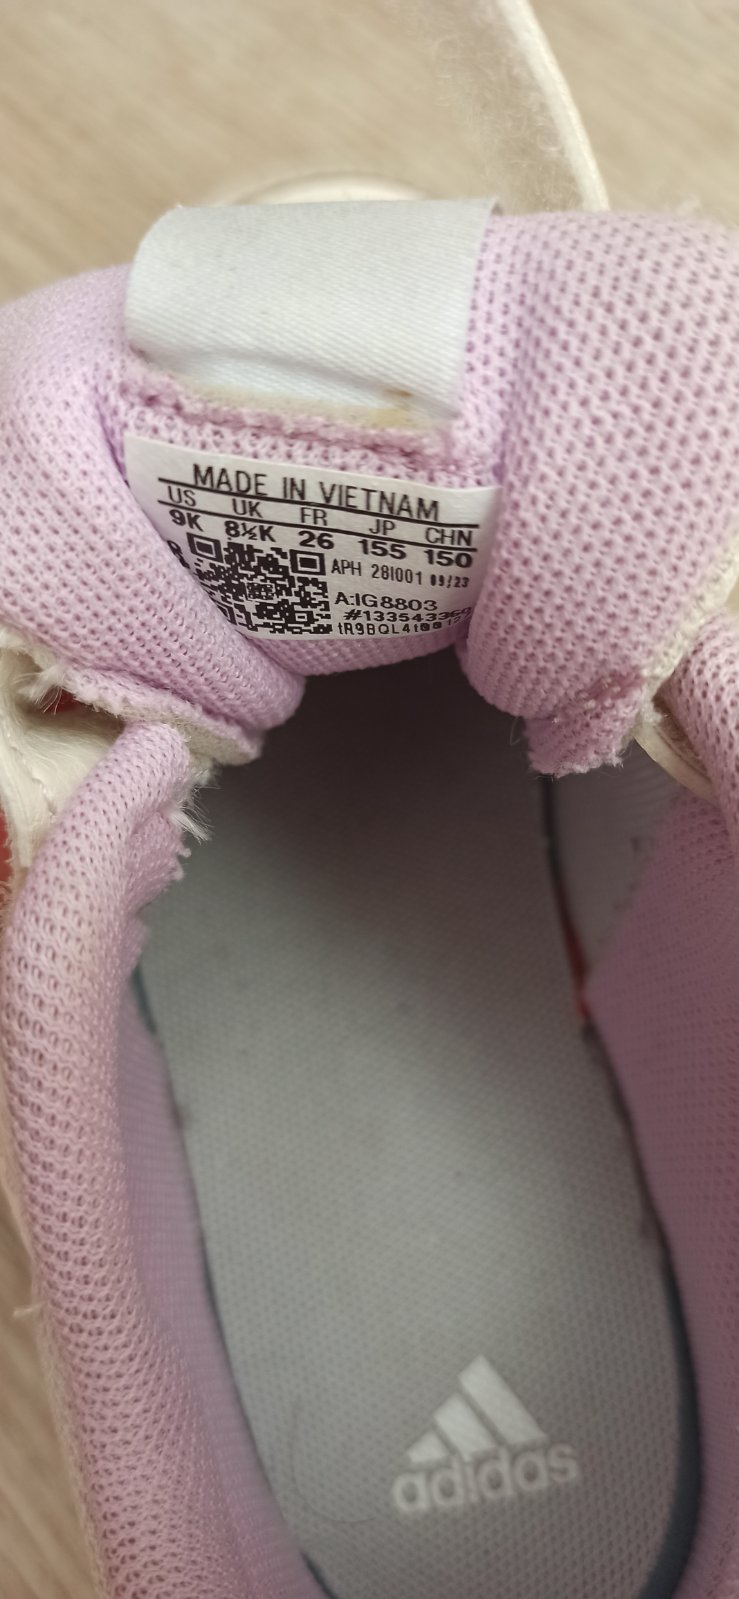 MADE IN VIETNAM
US UK FR JP CHN
9K 8½K 26 155 150
APH 28I001 09/23
A:IG8803
adidas